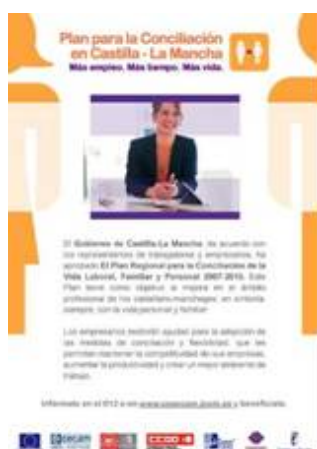 Plan para la Conciliación
en Castilla - La Mancha
Más empleo. Más tiempo. Más vida.
El Gobierno de Castilla-La Mancha, de acuerdo con
los representantes de trabajadores y empresarios, ha
aprobado El Plan Regional para la Conciliación de la
Vida Laboral, Familiar y Personal 2007-2010. Este
Plan tiene como objetivo la mejora en el ámbito
profesional de los castellano-manchegos, en sintonía,
siempre, con la vida personal y familiar.
Los empresarios recibirán ayudas para la adopción de
las medidas de conciliación y flexibilidad, que les
permitan mantener la competitividad de sus empresas,
aumentar la productividad y crear un mejor ambiente de
trabajo.
Infórmate en el 012 o en y benefíciate.
cecam
CCOO